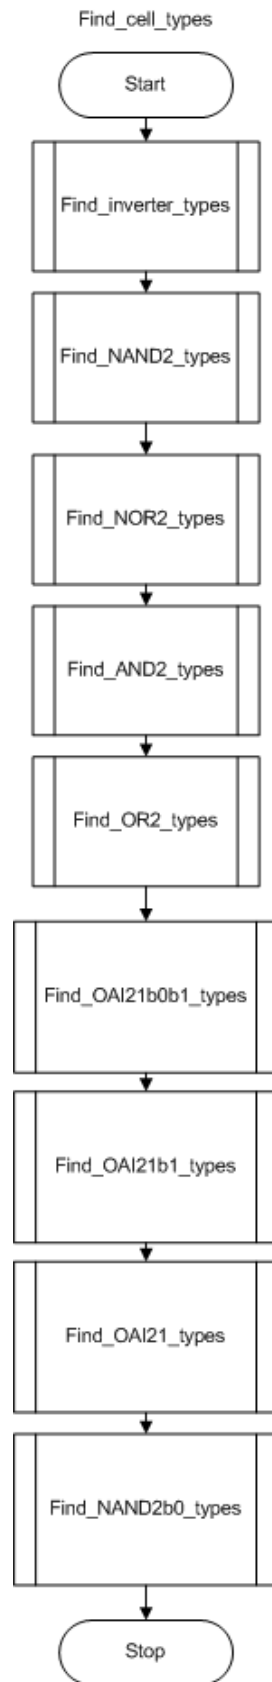 Find_cell_types
Start
Find_inverter_types
Find_NAND2_types
Find_NOR2_types
Find_AND2_types
Find_OR2_types
Find_OAI21b0b1_types
Find_OAI21b1_types
Find_OAI21_types
Find_NAND2b0_types
Stop